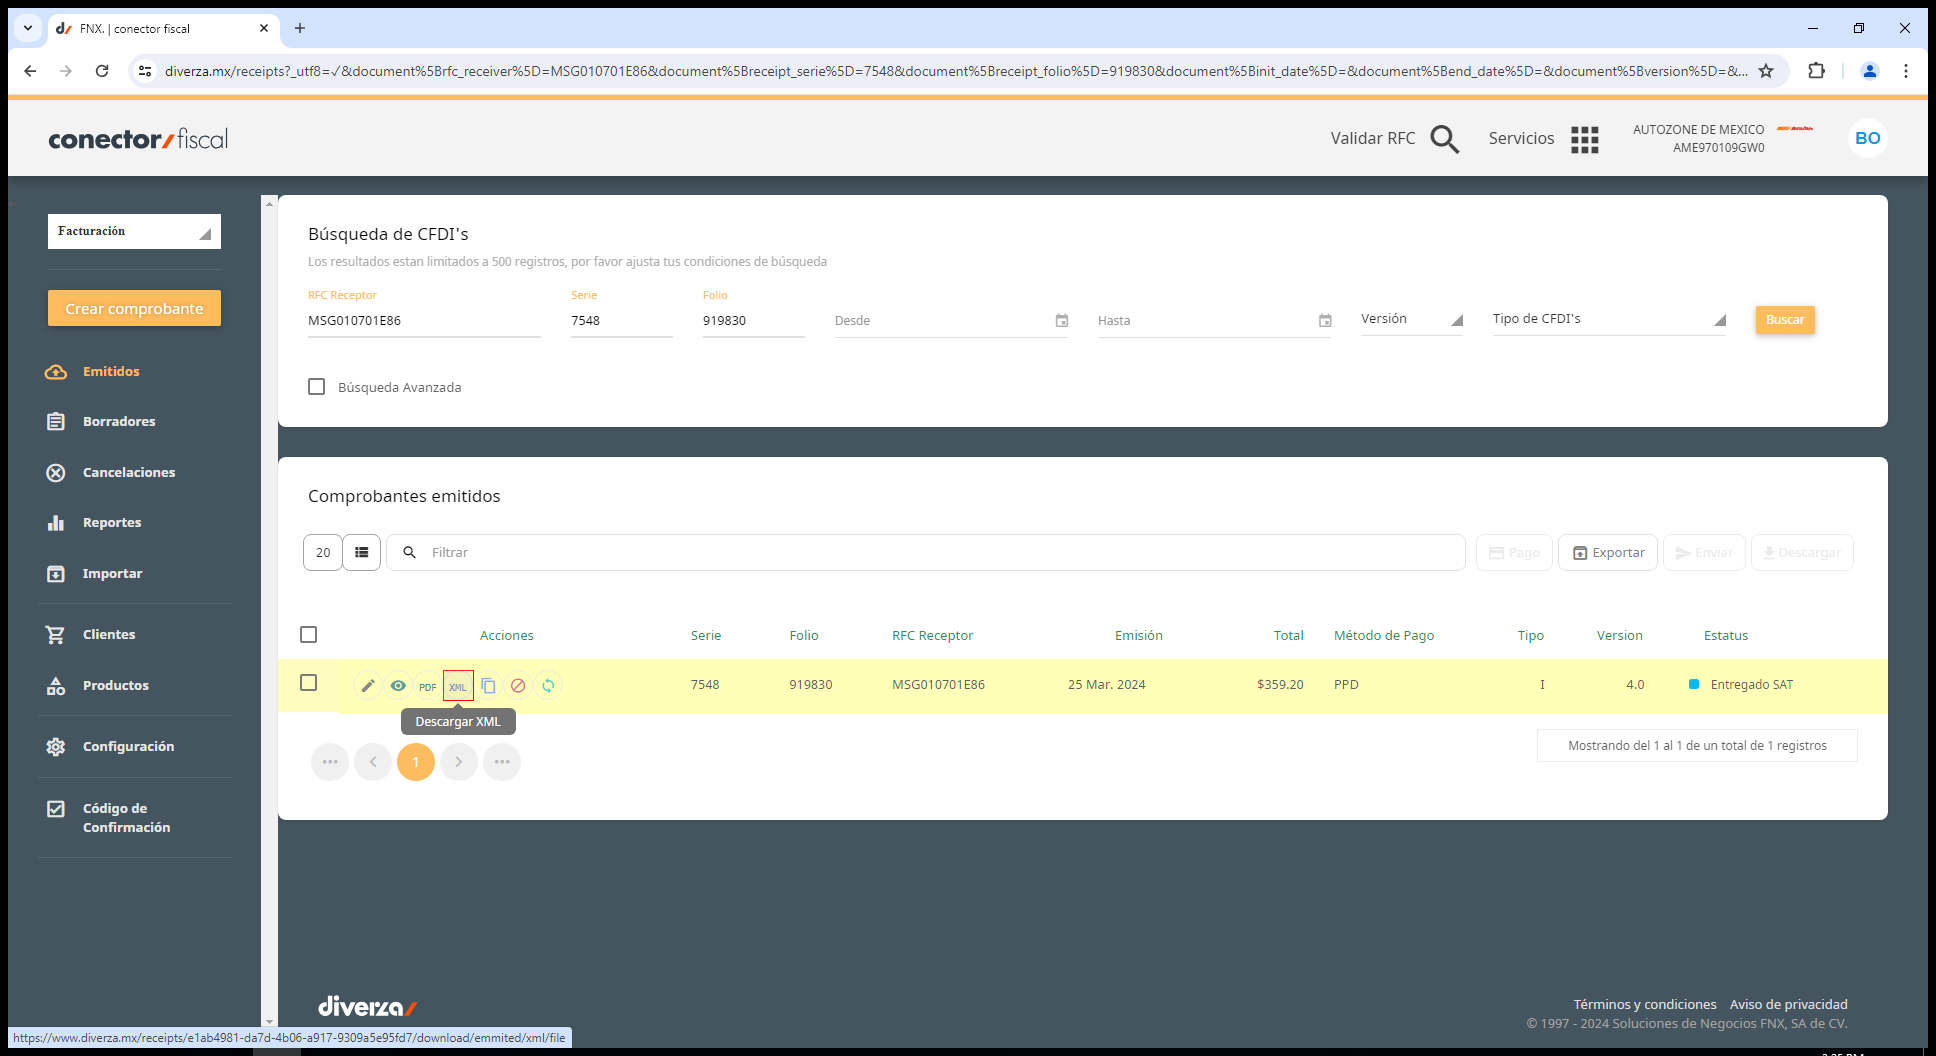 FNX. | conector fiscal
diverza.mx/receipts?_utf8=✓&document%5Brfc_receiver%5D=MSG010701E86&document%5Breceipt_serie%5D=7548&document%5Breceipt_folio%5D=919830&document%5Binit_date%5D=&document%5Bend_date%5D=&document%5Bversion%5D=&...
conector/fiscal
Validar RFC
Servicios
AUTOZONE DE MEXICO
AME970109GW0
BO
Facturación
Crear comprobante
Emitidos
Borradores
Cancelaciones
Reportes
Importar
Clientes
Productos
Configuración
Código de
Confirmación
Búsqueda de CFDI's
Los resultados estan limitados a 500 registros, por favor ajusta tus condiciones de búsqueda
RFC Receptor Serie Folio
MSG010701E86 7548 919830 Desde Hasta Versión Tipo de CFDI's Buscar
Búsqueda Avanzada
Comprobantes emitidos
20 Filtrar Pago Exportar Enviar Descargar
Acciones Serie Folio RFC Receptor Emisión Total Método de Pago Tipo Version Estatus
PDF XML 7548 919830 MSG010701E86 25 Mar. 2024 $359.20 PPD I 4.0 Entregado SAT
Descargar XML
1
Mostrando del 1 al 1 de un total de 1 registros
diverza/
Términos y condiciones Aviso de privacidad
© 1997 - 2024 Soluciones de Negocios FNX, SA de CV.
https://www.diverza.mx/receipts/e1ab4981-da7d-4b06-a917-9309a5e95fd7/download/emmited/xml/file